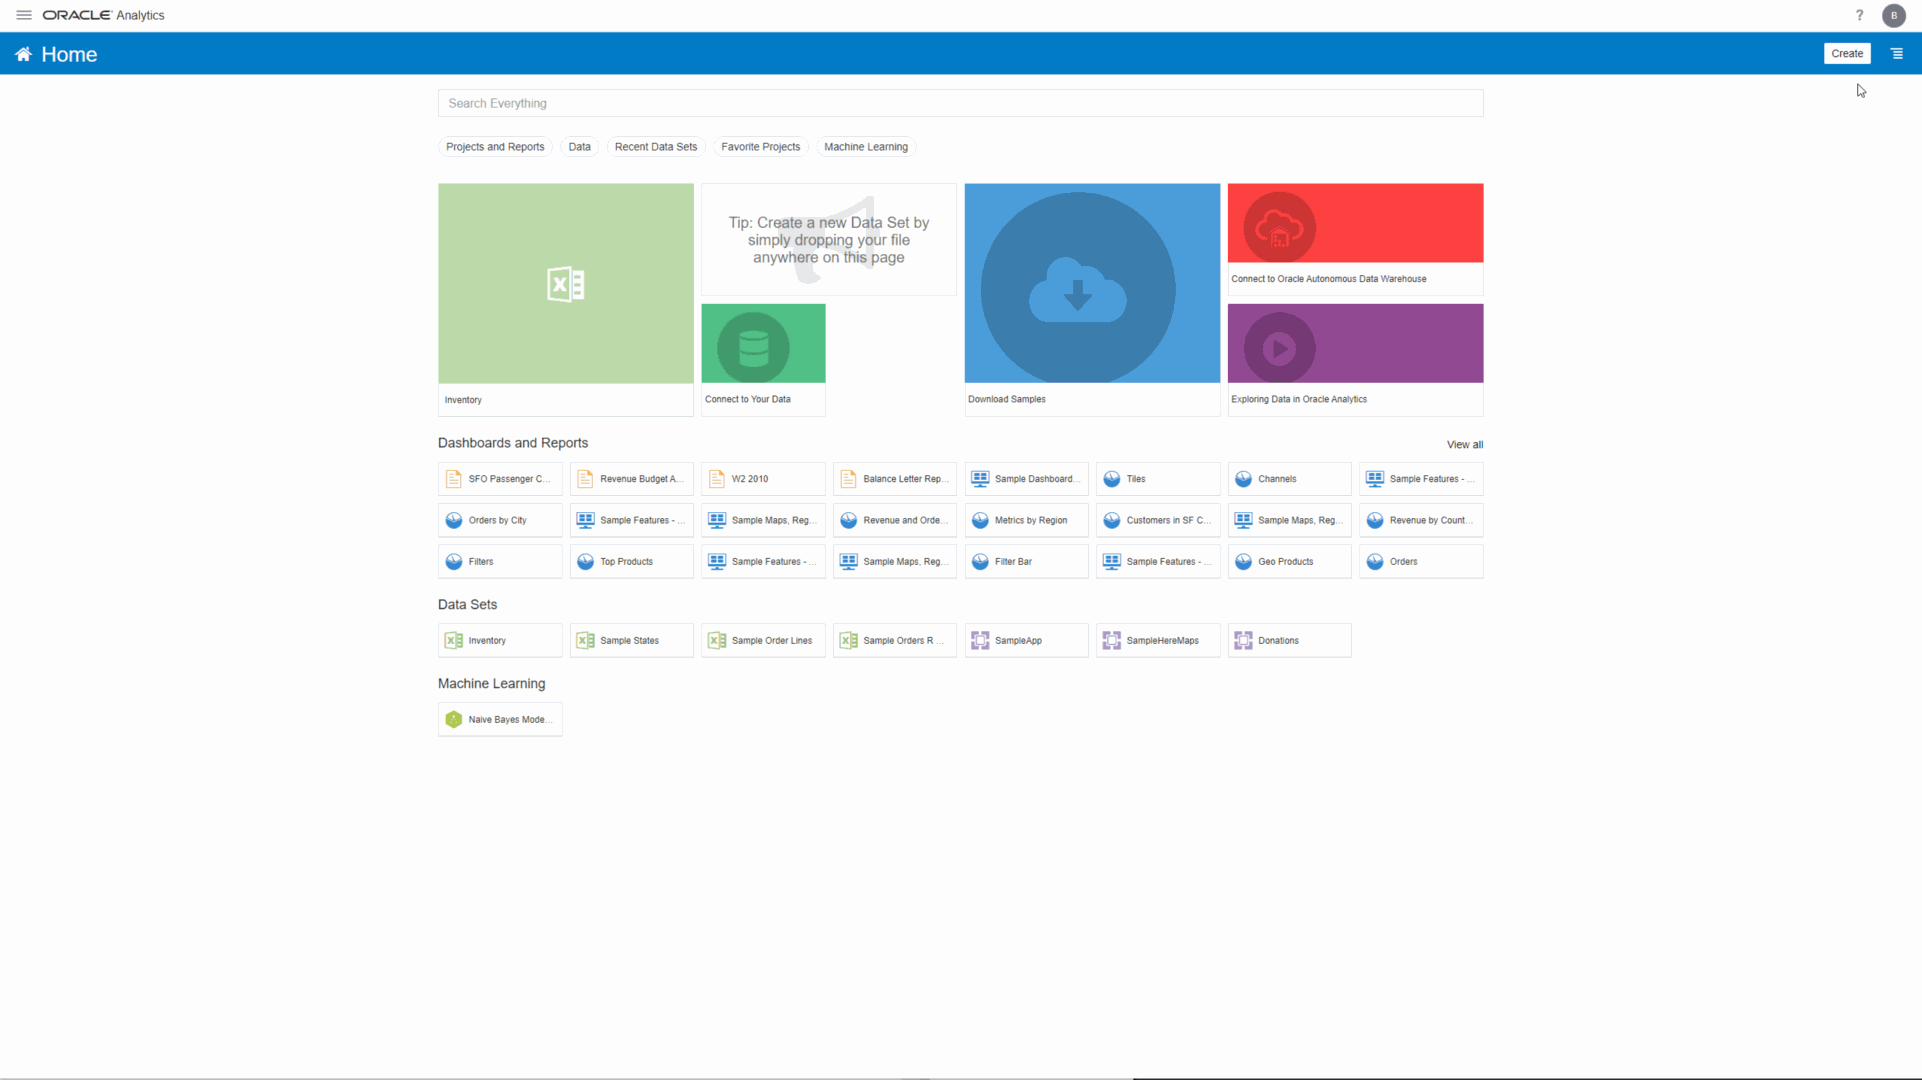 ORACLE Analytics
?
B
Home
Create
Search Everything
Projects and Reports
Data
Recent Data Sets
Favorite Projects
Machine Learning
Tip: Create a new Data Set by
simply dropping your file
anywhere on this page
Connect to Oracle Autonomous Data Warehouse
Inventory
Connect to Your Data
Download Samples
Exploring Data in Oracle Analytics
Dashboards and Reports
View all
SFO Passenger C...
Revenue Budget A...
W2 2010
Balance Letter Rep...
Sample Dashboard...
Tiles
Channels
Sample Features - ...
Orders by City
Sample Features - ...
Sample Maps, Reg...
Revenue and Orde...
Metrics by Region
Customers in SF C...
Sample Maps, Reg...
Revenue by Count...
Filters
Top Products
Sample Features - ...
Sample Maps, Reg...
Filter Bar
Sample Features - ...
Geo Products
Orders
Data Sets
Inventory
Sample States
Sample Order Lines
Sample Orders R ...
SampleApp
SampleHereMaps
Donations
Machine Learning
Naive Bayes Mode...